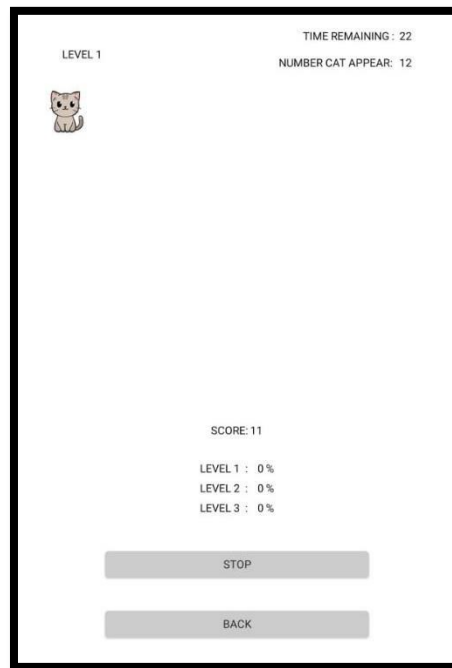 TIME REMAINING : 22
LEVEL 1
NUMBER CAT APPEAR: 12
SCORE: 11
LEVEL 1 : 0 %
LEVEL 2 : 0 %
LEVEL 3 : 0 %
STOP
BACK